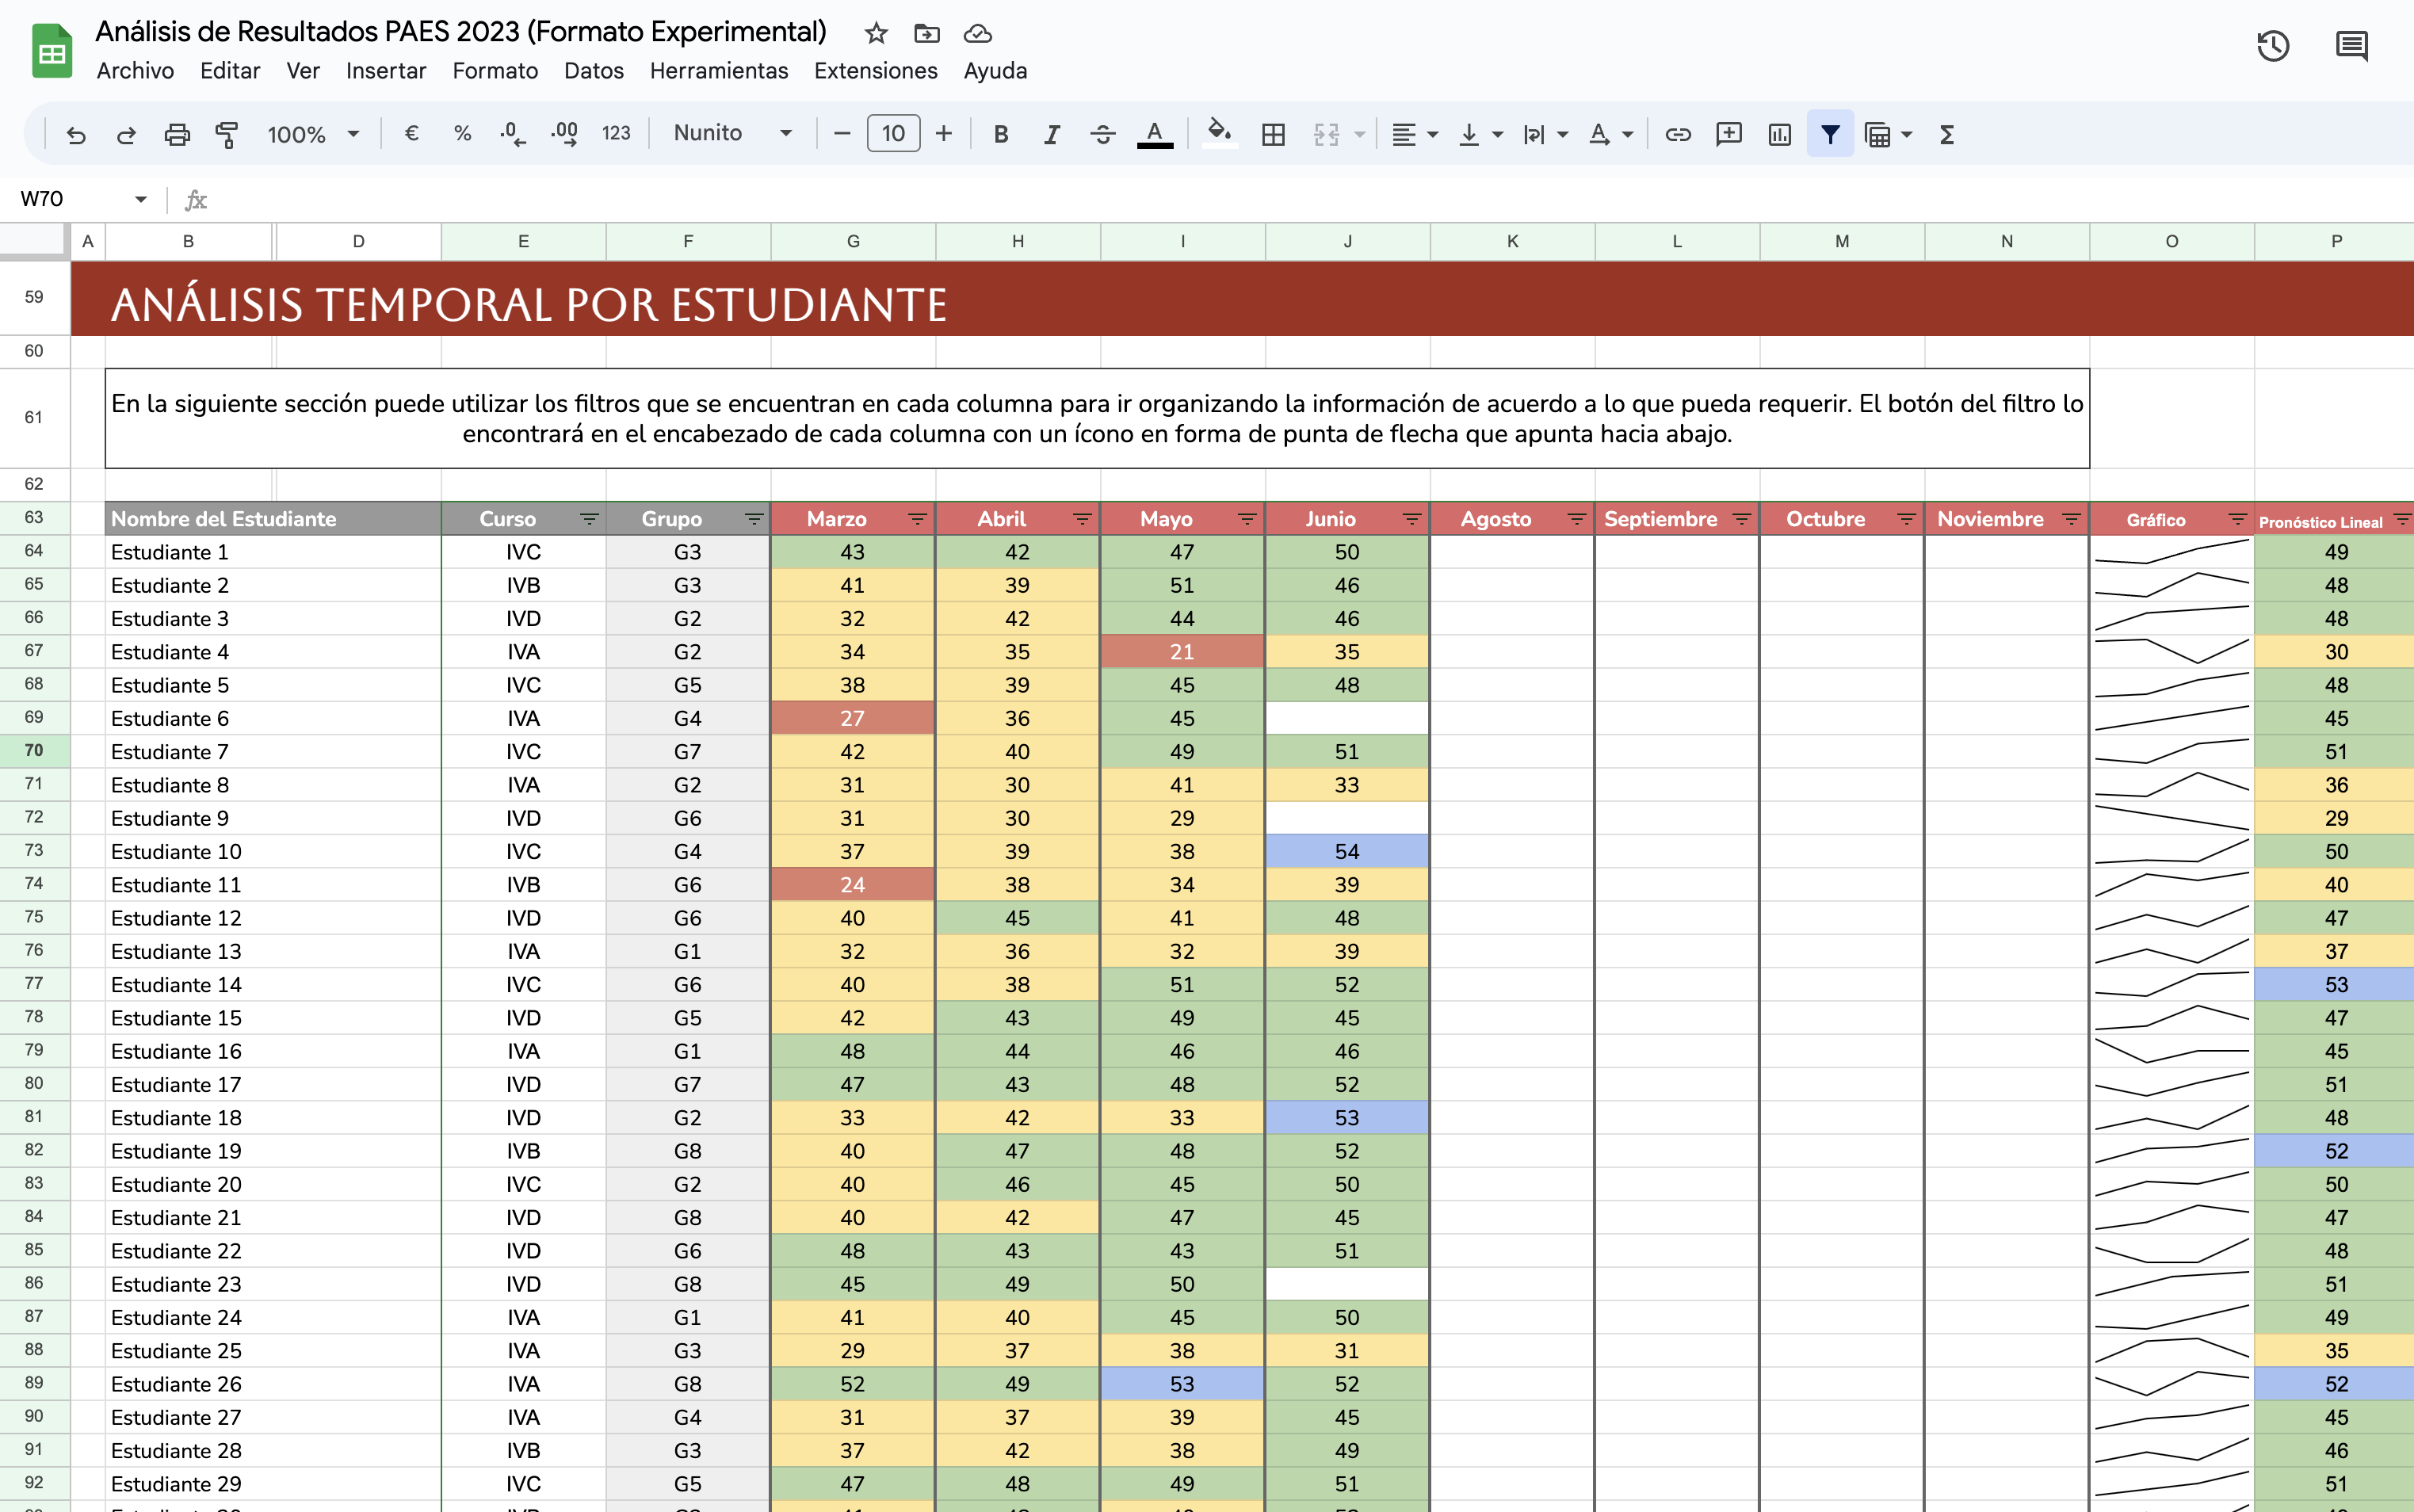 Análisis de Resultados PAES 2023 (Formato Experimental)
Archivo Editar Ver Insertar Formato Datos Herramientas Extensiones Ayuda
100% € % .0 .00 123 Nunito 10 B I A A Σ
W70 fx
A B D E F G H I J K L M N O P
59 ANÁLISIS TEMPORAL POR ESTUDIANTE
60
61 En la siguiente sección puede utilizar los filtros que se encuentran en cada columna para ir organizando la información de acuerdo a lo que pueda requerir. El botón del filtro lo
encontrará en el encabezado de cada columna con un ícono en forma de punta de flecha que apunta hacia abajo.
62
63 Nombre del Estudiante Curso Grupo Marzo Abril Mayo Junio Agosto Septiembre Octubre Noviembre Gráfico Pronóstico Lineal
64 Estudiante 1 IVC G3 43 42 47 50 49
65 Estudiante 2 IVB G3 41 39 51 46 48
66 Estudiante 3 IVD G2 32 42 44 46 48
67 Estudiante 4 IVA G2 34 35 21 35 30
68 Estudiante 5 IVC G5 38 39 45 48 48
69 Estudiante 6 IVA G4 27 36 45 45
70 Estudiante 7 IVC G7 42 40 49 51 51
71 Estudiante 8 IVA G2 31 30 41 33 36
72 Estudiante 9 IVD G6 31 30 29 29
73 Estudiante 10 IVC G4 37 39 38 54 50
74 Estudiante 11 IVB G6 24 38 34 39 40
75 Estudiante 12 IVD G6 40 45 41 48 47
76 Estudiante 13 IVA G1 32 36 32 39 37
77 Estudiante 14 IVC G6 40 38 51 52 53
78 Estudiante 15 IVD G5 42 43 49 45 47
79 Estudiante 16 IVA G1 48 44 46 46 45
80 Estudiante 17 IVD G7 47 43 48 52 51
81 Estudiante 18 IVD G2 33 42 33 53 48
82 Estudiante 19 IVB G8 40 47 48 52 52
83 Estudiante 20 IVC G2 40 46 45 50 50
84 Estudiante 21 IVD G8 40 42 47 45 47
85 Estudiante 22 IVD G6 48 43 43 51 48
86 Estudiante 23 IVD G8 45 49 50 51
87 Estudiante 24 IVA G1 41 40 45 50 49
88 Estudiante 25 IVA G3 29 37 38 31 35
89 Estudiante 26 IVA G8 52 49 53 52 52
90 Estudiante 27 IVA G4 31 37 39 45 45
91 Estudiante 28 IVB G3 37 42 38 49 46
92 Estudiante 29 IVC G5 47 48 49 51 51